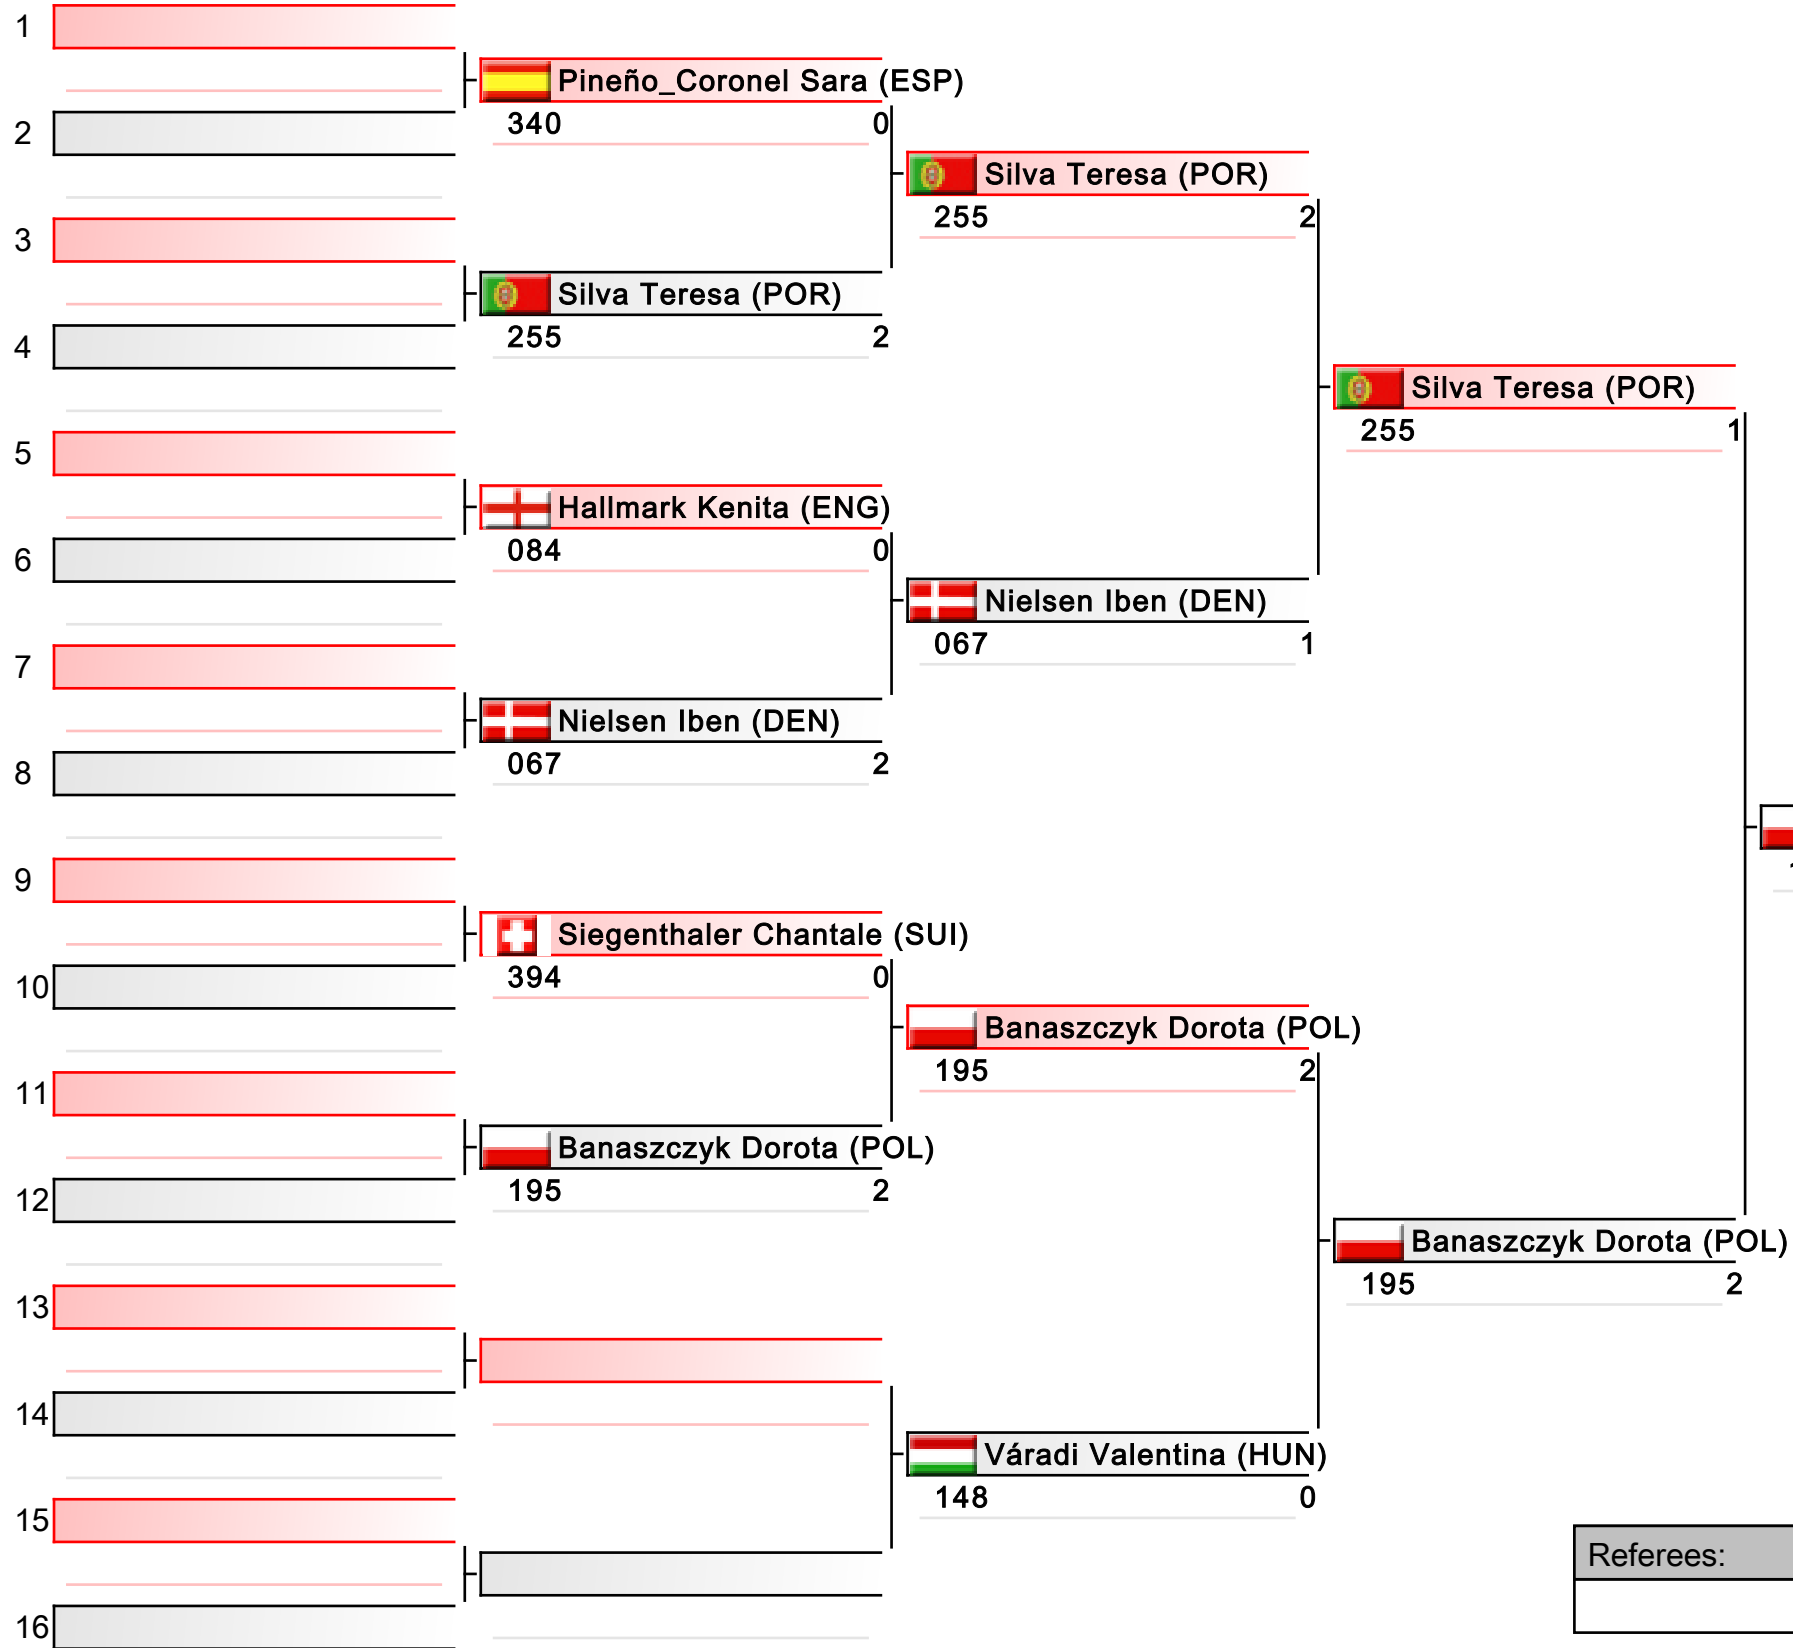 1
Pineño_Coronel Sara (ESP)
340 0
2
Silva Teresa (POR)
255 2
3
Silva Teresa (POR)
255 2
4
Silva Teresa (POR)
255 1
5
Hallmark Kenita (ENG)
084 0
6
Nielsen Iben (DEN)
067 1
7
Nielsen Iben (DEN)
067 2
8
9
Siegenthaler Chantale (SUI)
394 0
10
Banaszczyk Dorota (POL)
195 2
11
Banaszczyk Dorota (POL)
195 2
12
Banaszczyk Dorota (POL)
195 2
13
14
Váradi Valentina (HUN)
148 0
15
Referees:
16